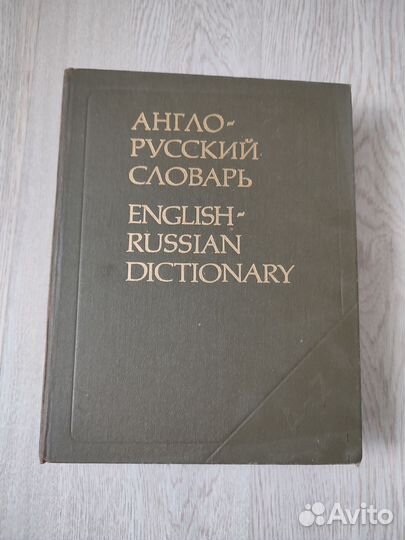 АНГЛО-
РУССКИЙ
СЛОВАРЬ
ENGLISH-
RUSSIAN
DICTIONARY
Avito